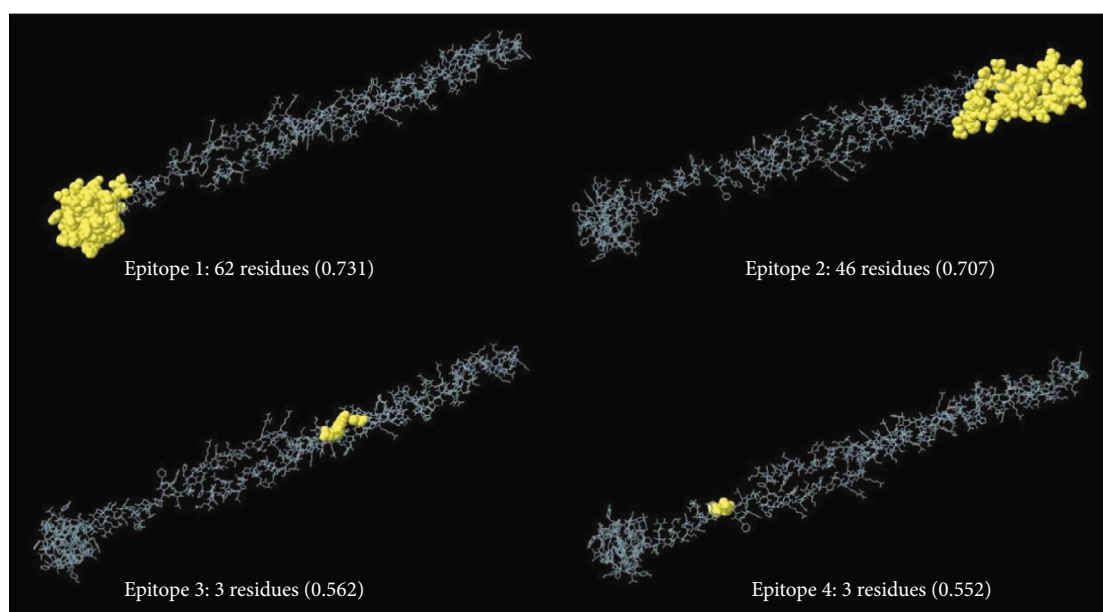 Epitope 1: 62 residues (0.731)
Epitope 2: 46 residues (0.707)
Epitope 3: 3 residues (0.562)
Epitope 4: 3 residues (0.552)